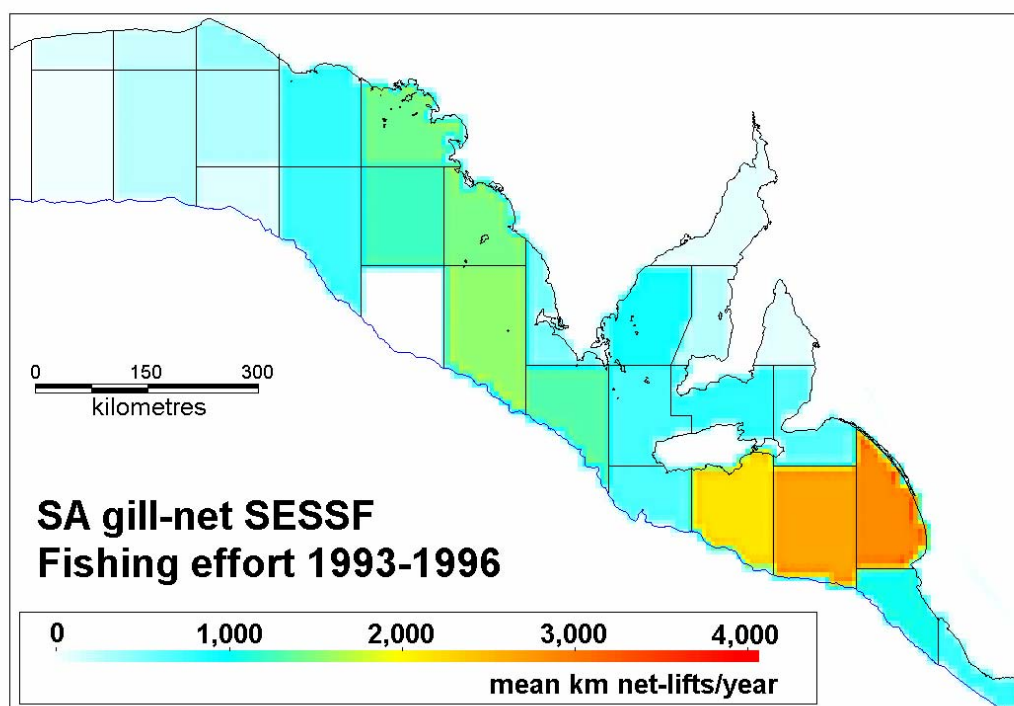 0 150 300
kilometres
SA gill-net SESSF
Fishing effort 1993-1996
0 1,000 2,000 3,000 4,000
mean km net-lifts/year